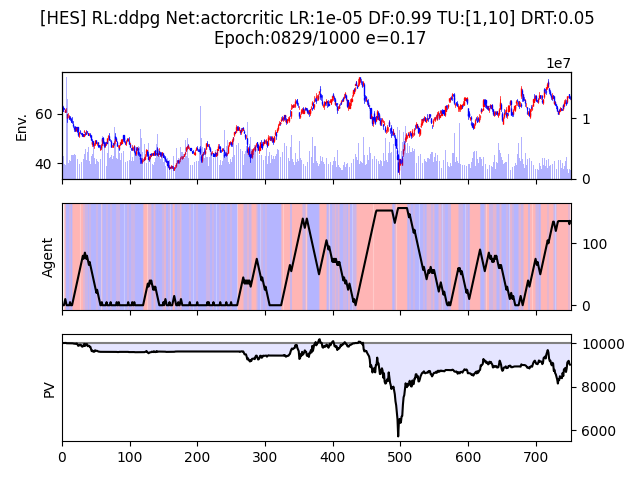 [HES] RL:ddpg Net:actorcritic LR:1e-05 DF:0.99 TU:[1,10] DRT:0.05
Epoch:0829/1000 e=0.17
1e7
Env.
60
40
1
0
Agent
100
0
PV
10000
8000
6000
0 100 200 300 400 500 600 700